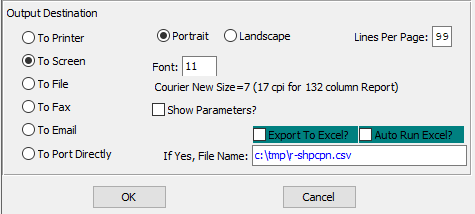 Output Destination
To Printer
To Screen
To File
To Fax
To Email
To Port Directly
Portrait Landscape Lines Per Page: 99
Font: 11
Courier New Size=7 (17 cpi for 132 column Report)
Show Parameters?
Export To Excel? Auto Run Excel?
If Yes, File Name: c:\tmp\r-shpcpn.csv
OK Cancel